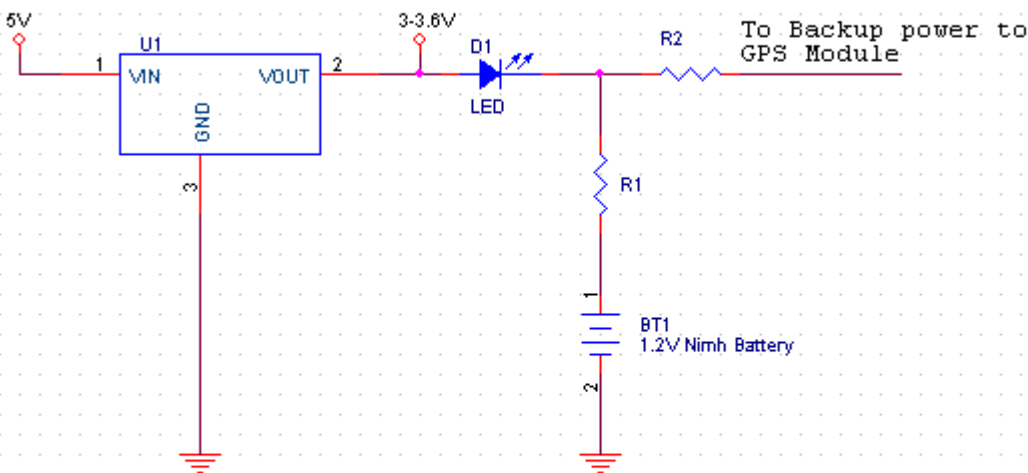 5V
3-3.6V
To Backup power to
GPS Module
U1
D1
R2
1
VIN
VOUT
2
LED
GND
3
R1
1
BT1
1.2V Nimh Battery
2